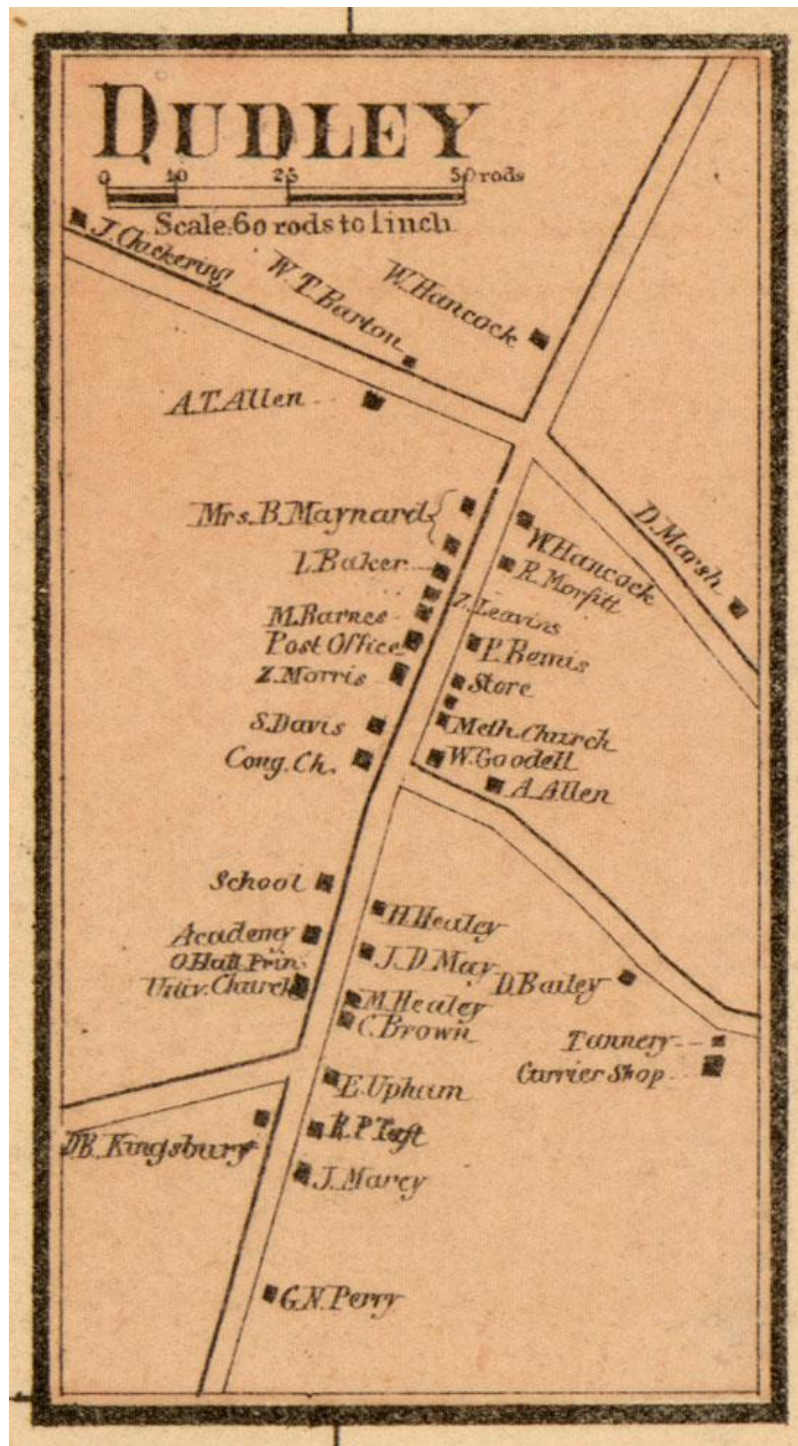 DUDLEY
0 10 25 50 rods
Scale. 60 rods to 1 inch.
J. Chickering
W. T. Barton
W. Hancock
A. T. Allen
Mrs. B. Maynard
D. Marsh
W. Hancock
L. Baker
R. Morfitt
M. Barnes
Leavins
Post Office
P. Bemis
Z. Morris
Store
S. Davis
Meth. Church
Cong. Ch.
W. Goodell
A. Allen
School
H. Healey
Academy
O. Hall Prin.
J. D. May
D. Bailey
Univ. Church
M. Healey
C. Brown
Tannery
Currier Shop
E. Upham
D. B. Kingsbury
R. P. Taft
J. Marcy
G. N. Perry